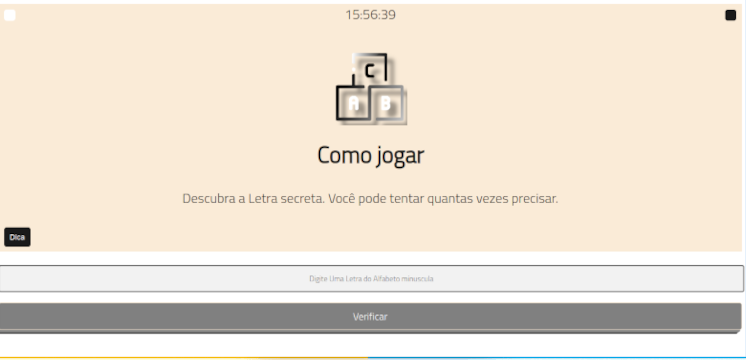 15:56:39
C
A B
Como jogar
Descubra a Letra secreta. Você pode tentar quantas vezes precisar.
Dica
Digite Uma Letra do Alfabeto minuscula
Verificar